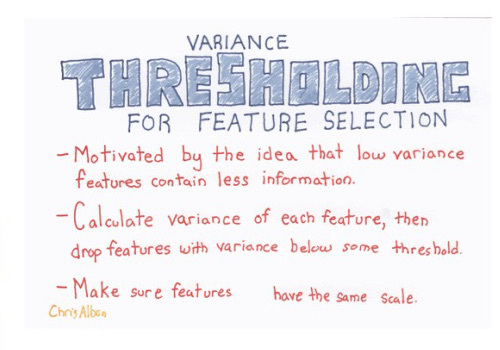 VARIANCE
THRESHOLDING
FOR FEATURE SELECTION
- Motivated by the idea that low variance
features contain less information.
- Calculate variance of each feature, then
drop features with variance below some threshold.
- Make sure features have the same scale.
Chris Albon